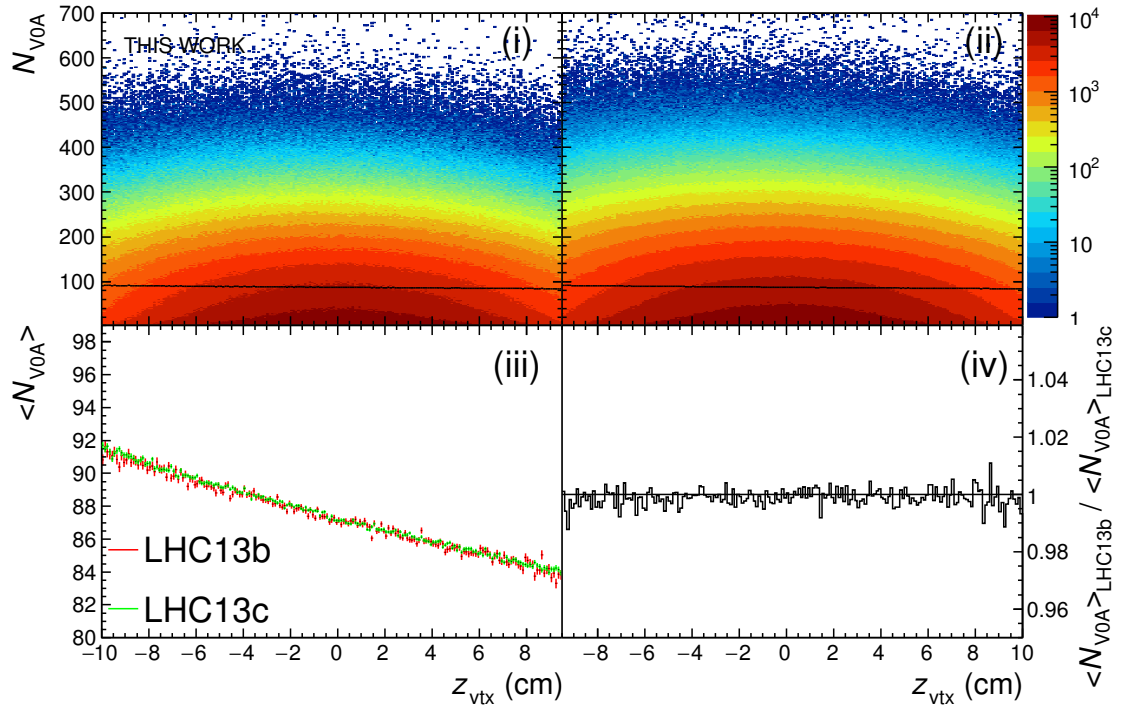 N_V0A
700
600
500
400
300
200
100
THIS WORK
(i)
(ii)
10^4
10^3
10^2
10
1
<N_V0A>
98
96
94
92
90
88
86
84
82
80
(iii)
LHC13b
LHC13c
(iv)
1.04
1.02
1
0.98
0.96
<N_V0A>_LHC13b / <N_V0A>_LHC13c
−10 −8 −6 −4 −2 0 2 4 6 8
−8 −6 −4 −2 0 2 4 6 8 10
z_vtx (cm)
z_vtx (cm)